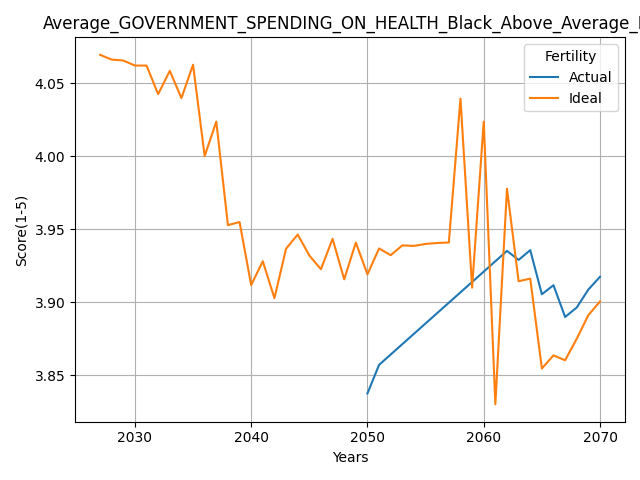 Average_GOVERNMENT_SPENDING_ON_HEALTH_Black_Above_Average_
Fertility
Actual
Ideal
Score(1-5)
4.05
4.00
3.95
3.90
3.85
2030 2040 2050 2060 2070
Years